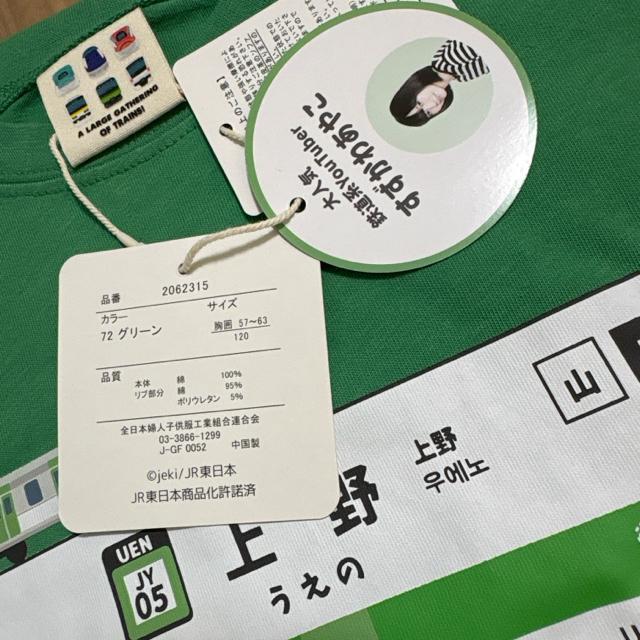 A LARGE GATHERING
OF TRAINS!
大人気
鉄道系YOUTUBER
すずかわあやこ
品番 2062315
カラー サイズ
72 グリーン 胸囲 57~63
120
品質 本体 綿 100%
リブ部分 綿 95%
ポリウレタン 5%
全日本婦人子供服工業組合連合会
03-3866-1299
J-GF 0052 中国製
©jeki/JR東日本
JR東日本商品化許諾済
山
上野
우에노
上野
うえの
UEN
JY
05